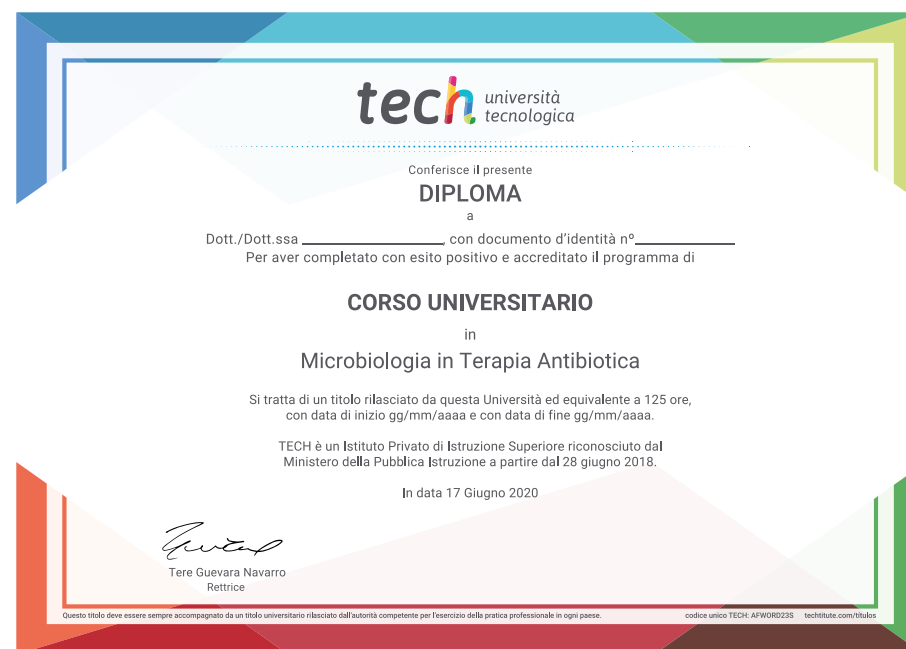 tech università
tecnologica
Conferisce il presente
DIPLOMA
a
Dott./Dott.ssa ____________________, con documento d'identità nº______________
Per aver completato con esito positivo e accreditato il programma di
CORSO UNIVERSITARIO
in
Microbiologia in Terapia Antibiotica
Si tratta di un titolo rilasciato da questa Università ed equivalente a 125 ore,
con data di inizio gg/mm/aaaa e con data di fine gg/mm/aaaa.
TECH è un Istituto Privato di Istruzione Superiore riconosciuto dal
Ministero della Pubblica Istruzione a partire dal 28 giugno 2018.
In data 17 Giugno 2020
Tere Guevara Navarro
Rettrice
Questo titolo deve essere sempre accompagnato da un titolo universitario rilasciato dall'autorità competente per l'esercizio della pratica professionale in ogni paese. codice unico TECH: AFWORD23S techtitute.com/titulos